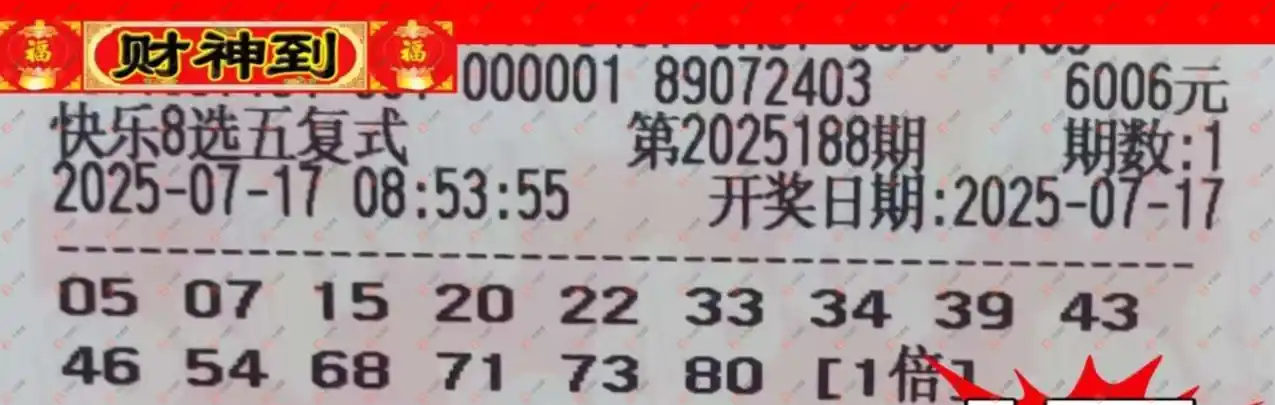 福
财神到
福
000001 89072403 6006元
快乐8选五复式 第2025188期 期数:1
2025-07-17 08:53:55 开奖日期:2025-07-17
05 07 15 20 22 33 34 39 43
46 54 68 71 73 80 [1倍]